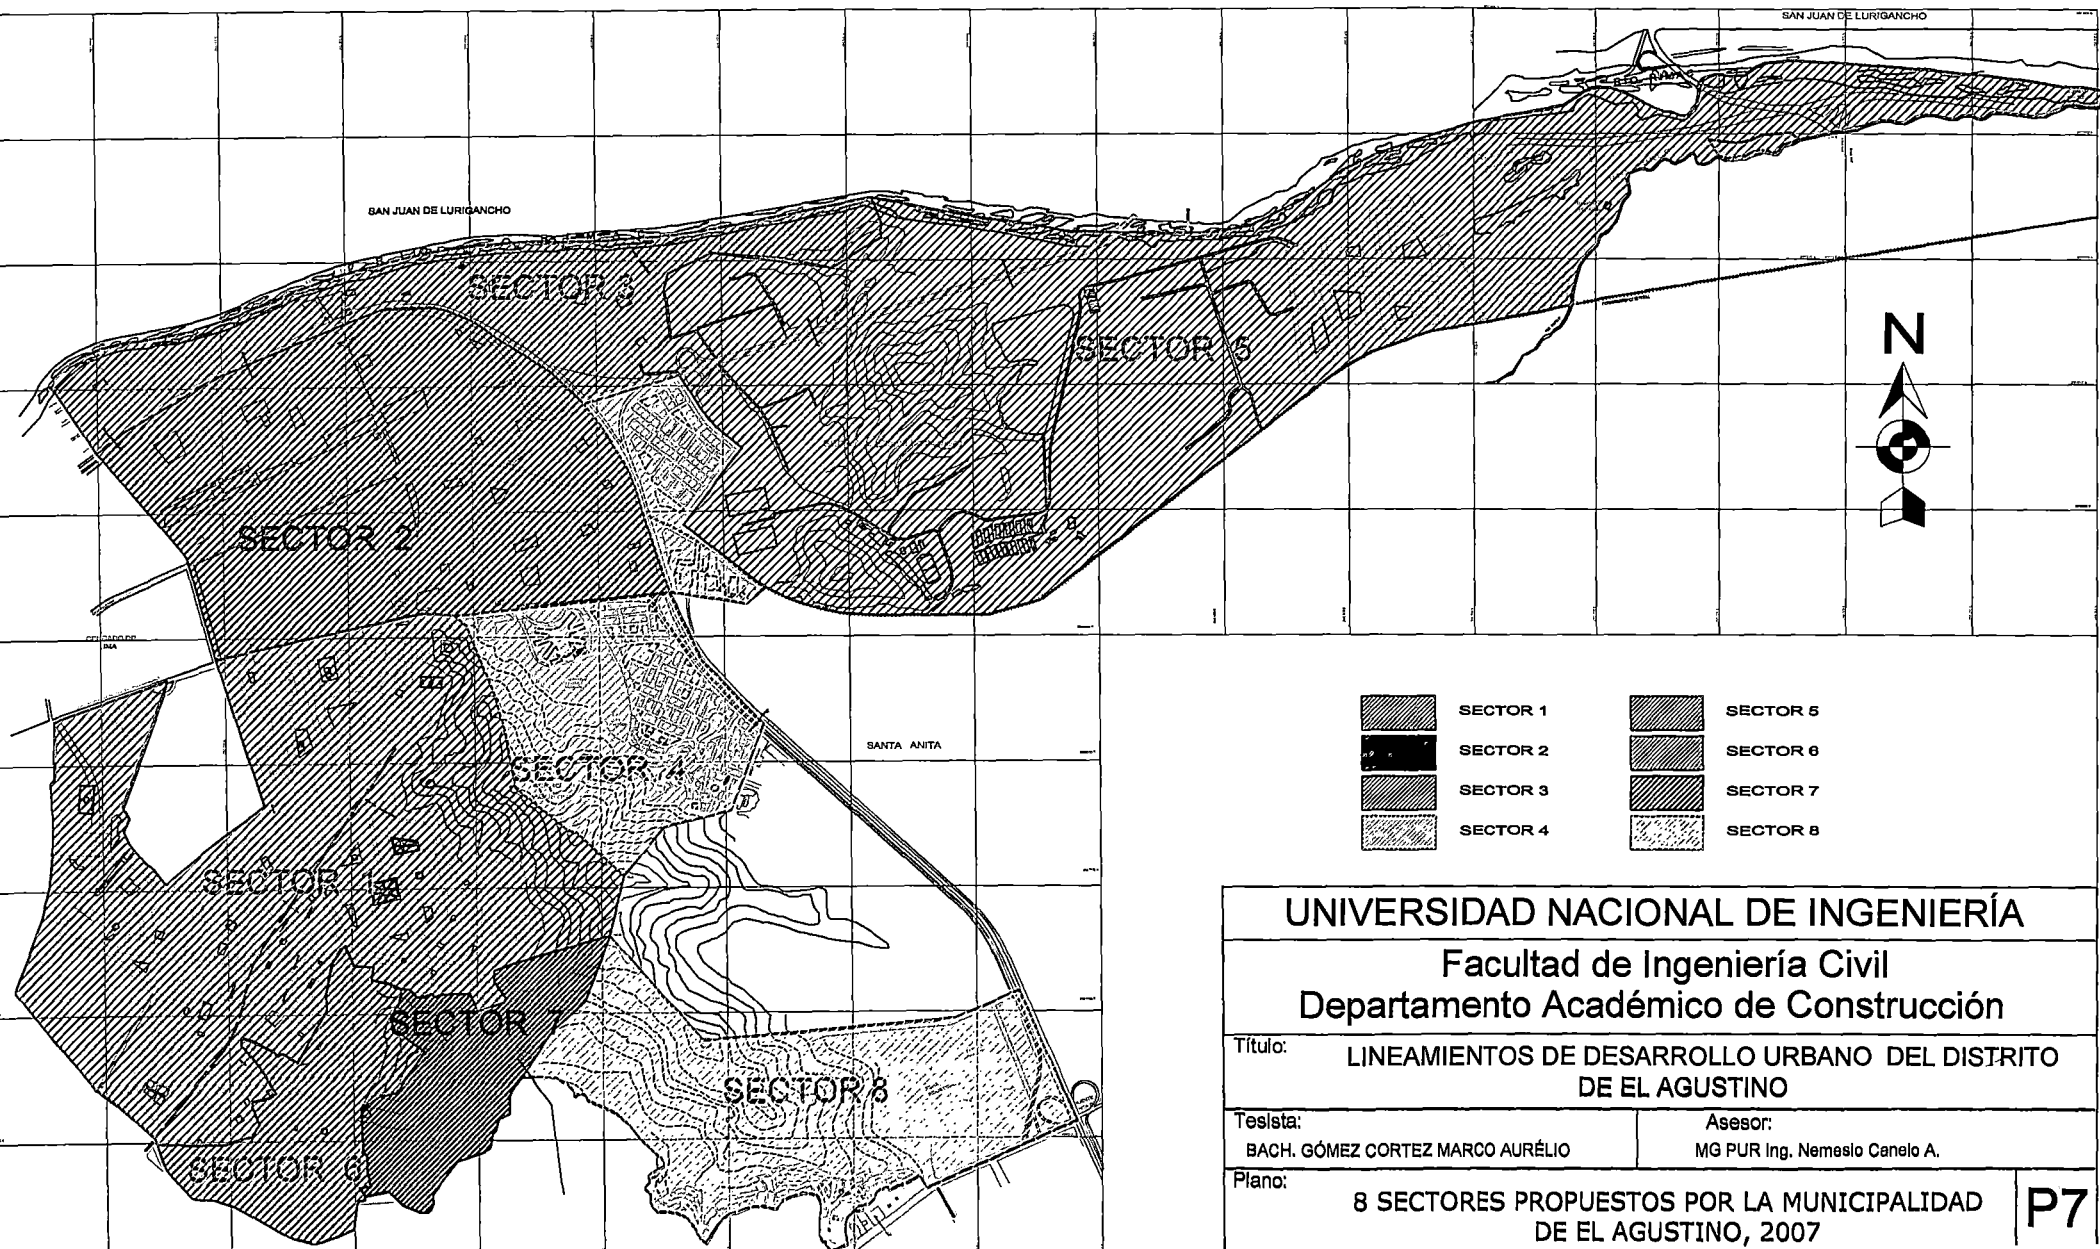 SAN JUAN DE LURIGANCHO
SAN JUAN DE LURIGANCHO
SECTOR 3
SECTOR 5
N
SECTOR 2
SECTOR 4
SANTA ANITA
SECTOR 1
SECTOR 7
SECTOR 8
SECTOR 6
SECTOR 1
SECTOR 2
SECTOR 3
SECTOR 4
SECTOR 5
SECTOR 6
SECTOR 7
SECTOR 8
UNIVERSIDAD NACIONAL DE INGENIERÍA
Facultad de Ingeniería Civil
Departamento Académico de Construcción
Título:
LINEAMIENTOS DE DESARROLLO URBANO DEL DISTRITO
DE EL AGUSTINO
Tesista:
BACH. GÓMEZ CORTEZ MARCO AURÉLIO
Asesor:
MG PUR Ing. Nemesio Canelo A.
Plano:
8 SECTORES PROPUESTOS POR LA MUNICIPALIDAD
DE EL AGUSTINO, 2007
P7